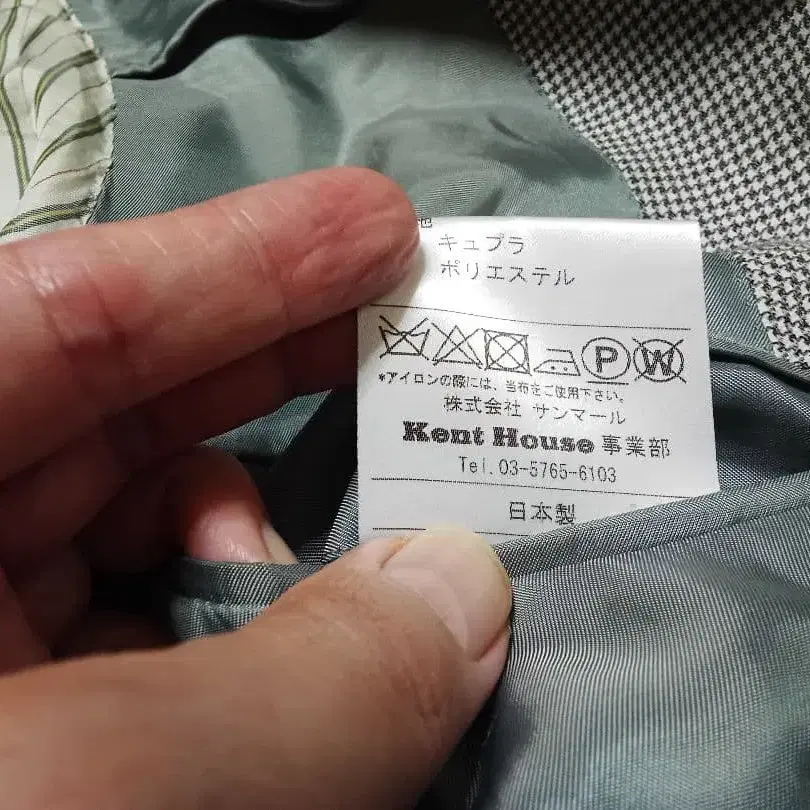 キュプラ
ポリエステル
P W
*アイロンの際には、当布をご使用下さい。
株式会社 サンマール
Kent House 事業部
Tel.03-5765-6103
日本製